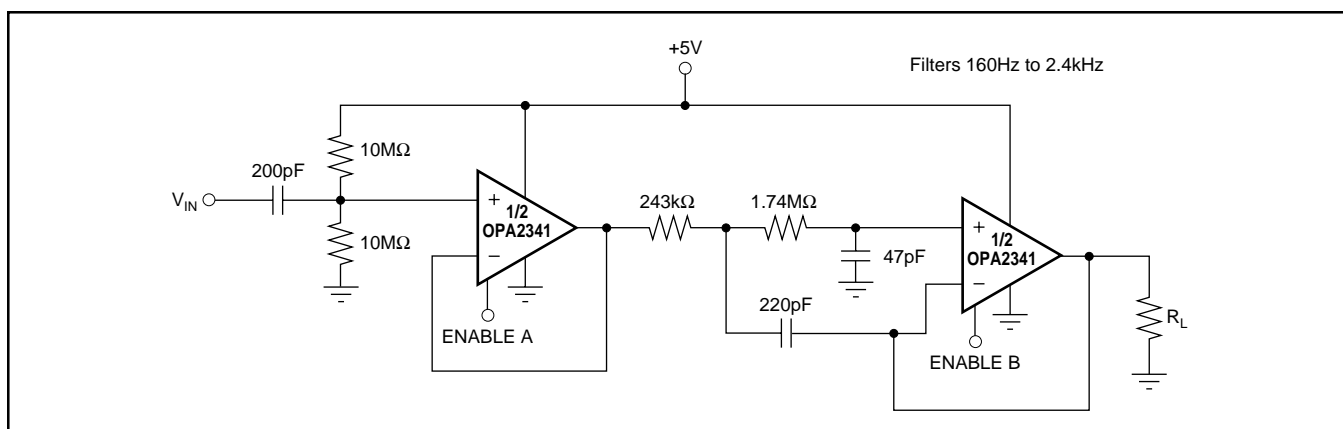 +5V
Filters 160Hz to 2.4kHz
10MΩ
200pF
V_IN
10MΩ
+
1/2
OPA2341
−
ENABLE A
243kΩ
1.74MΩ
47pF
220pF
+
1/2
OPA2341
−
ENABLE B
R_L